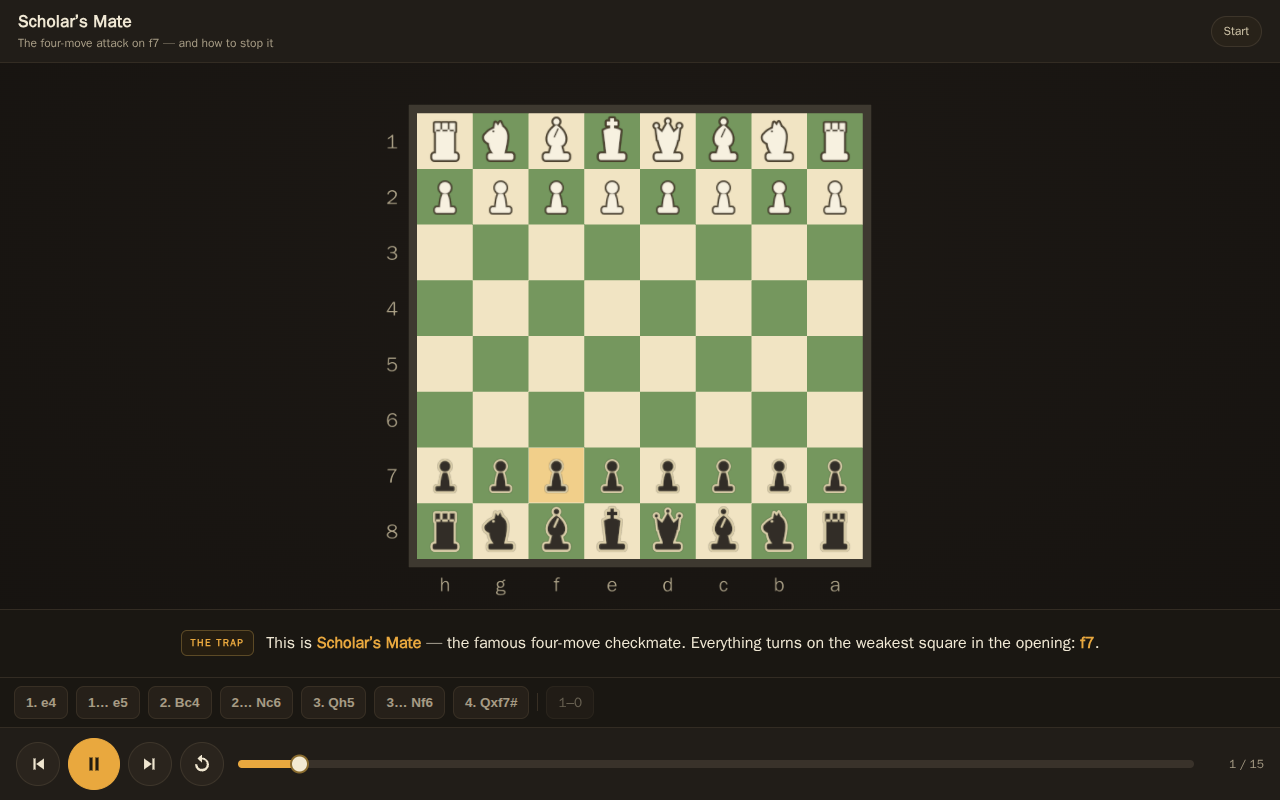 Scholar's Mate
The four-move attack on f7 — and how to stop it
Start
1
2
3
4
5
6
7
8
h g f e d c b a
THE TRAP This is Scholar's Mate — the famous four-move checkmate. Everything turns on the weakest square in the opening: f7.
1. e4 1… e5 2. Bc4 2… Nc6 3. Qh5 3… Nf6 4. Qxf7# 1–0
1 / 15